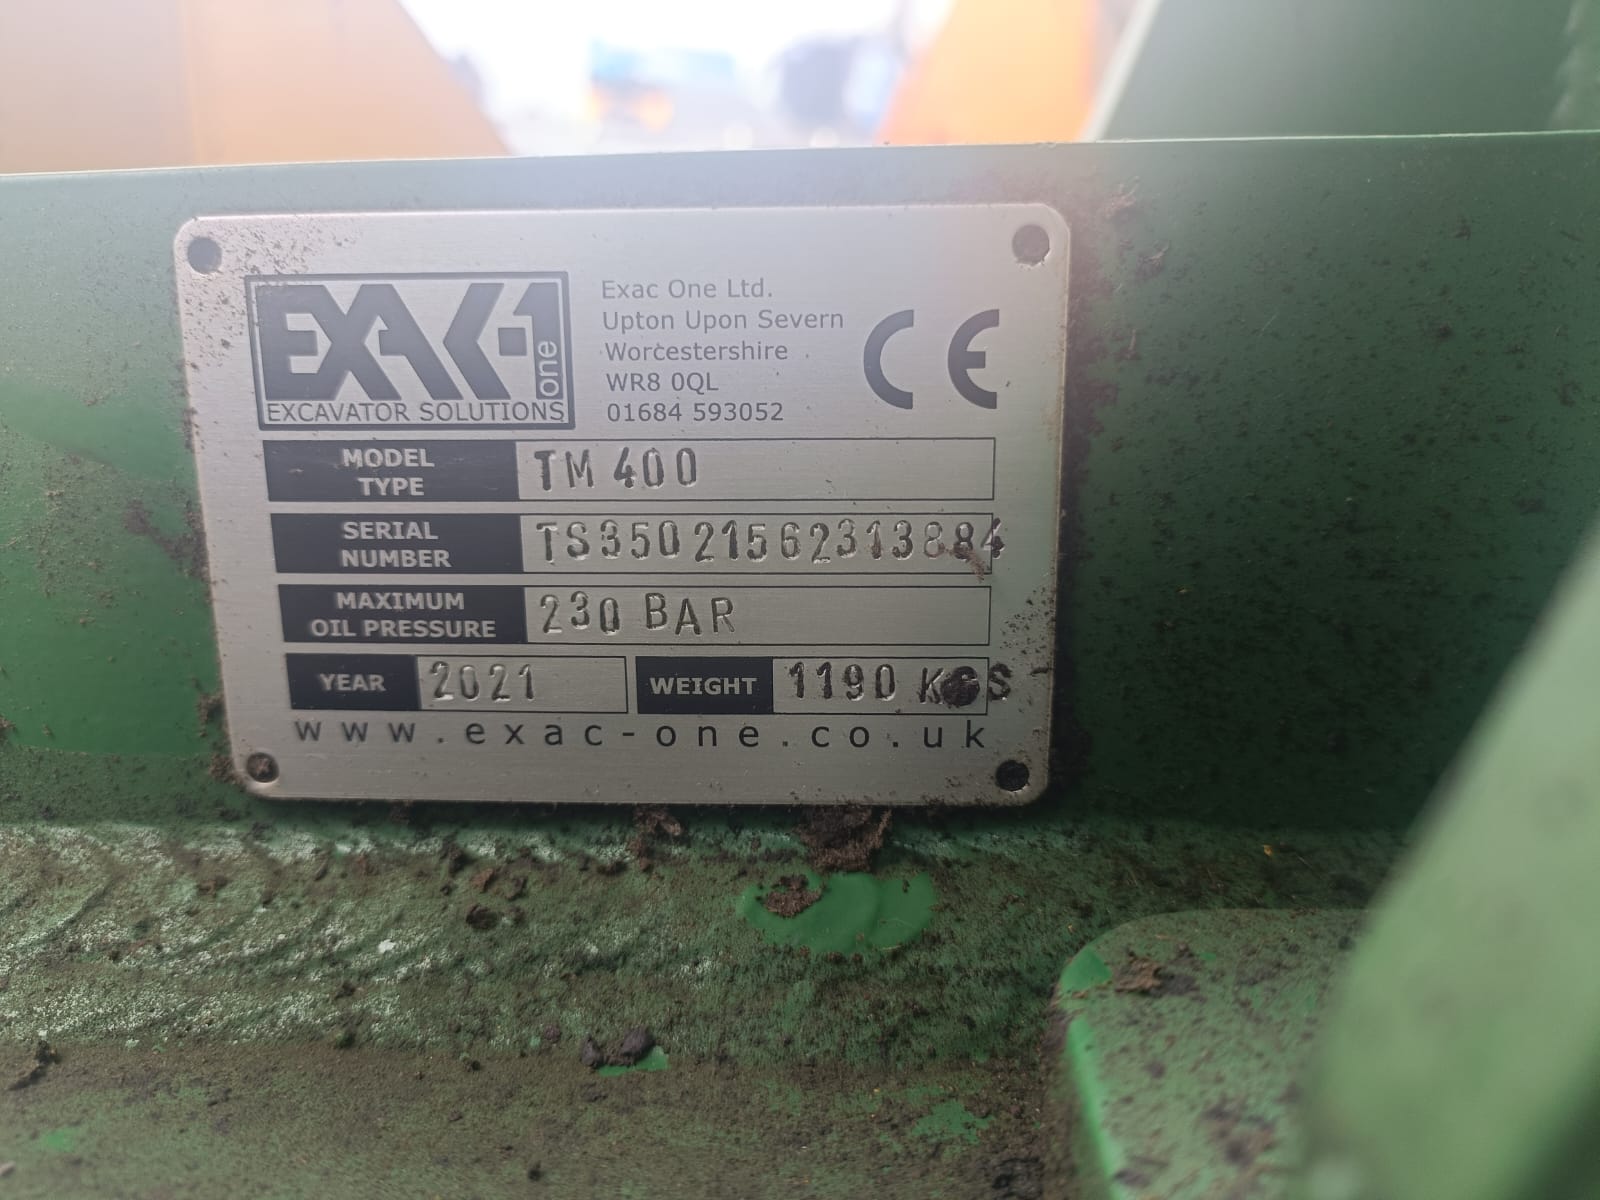 EXAC-1
one
EXCAVATOR SOLUTIONS
Exac One Ltd.
Upton Upon Severn
Worcestershire
WR8 0QL
01684 593052
CE
MODEL TYPE TM 400
SERIAL NUMBER TS350215623138​84
MAXIMUM OIL PRESSURE 230 BAR
YEAR 2021 WEIGHT 1190 KGS
www.exac-one.co.uk